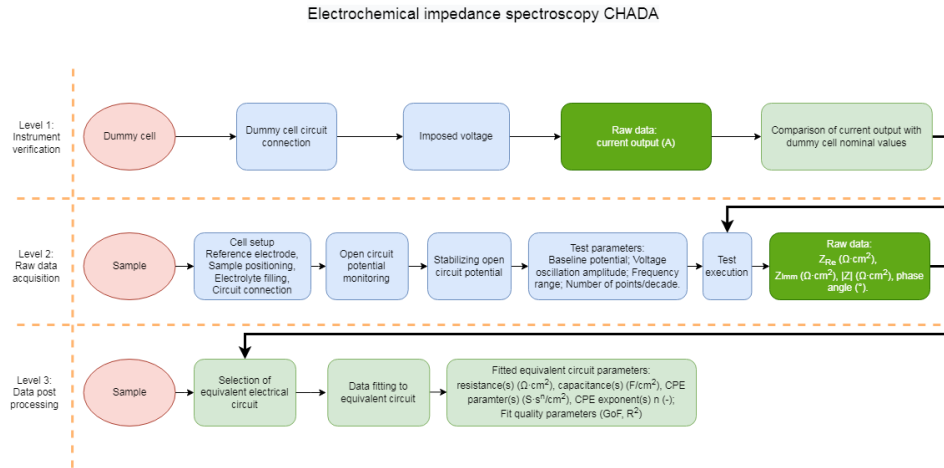 Electrochemical impedance spectroscopy CHADA
Level 1:
Instrument
verification
Dummy cell
Dummy cell circuit
connection
Imposed voltage
Raw data:
current output (A)
Comparison of current output with
dummy cell nominal values
Level 2:
Raw data
acquisition
Sample
Cell setup
Reference electrode,
Sample positioning,
Electrolyte filling,
Circuit connection
Open circuit
potential
monitoring
Stabilizing open
circuit potential
Test parameters:
Baseline potential; Voltage
oscillation amplitude; Frequency
range; Number of points/decade.
Test
execution
Raw data:
Z_Re (Ω·cm²),
Z_Imm (Ω·cm²), |Z| (Ω·cm²), phase
angle (°).
Level 3:
Data post
processing
Sample
Selection of
equivalent electrical
circuit
Data fitting to
equivalent circuit
Fitted equivalent circuit parameters:
resistance(s) (Ω·cm²), capacitance(s) (F/cm²), CPE
paramter(s) (S·sⁿ/cm²), CPE exponent(s) n (-);
Fit quality parameters (GoF, R²)